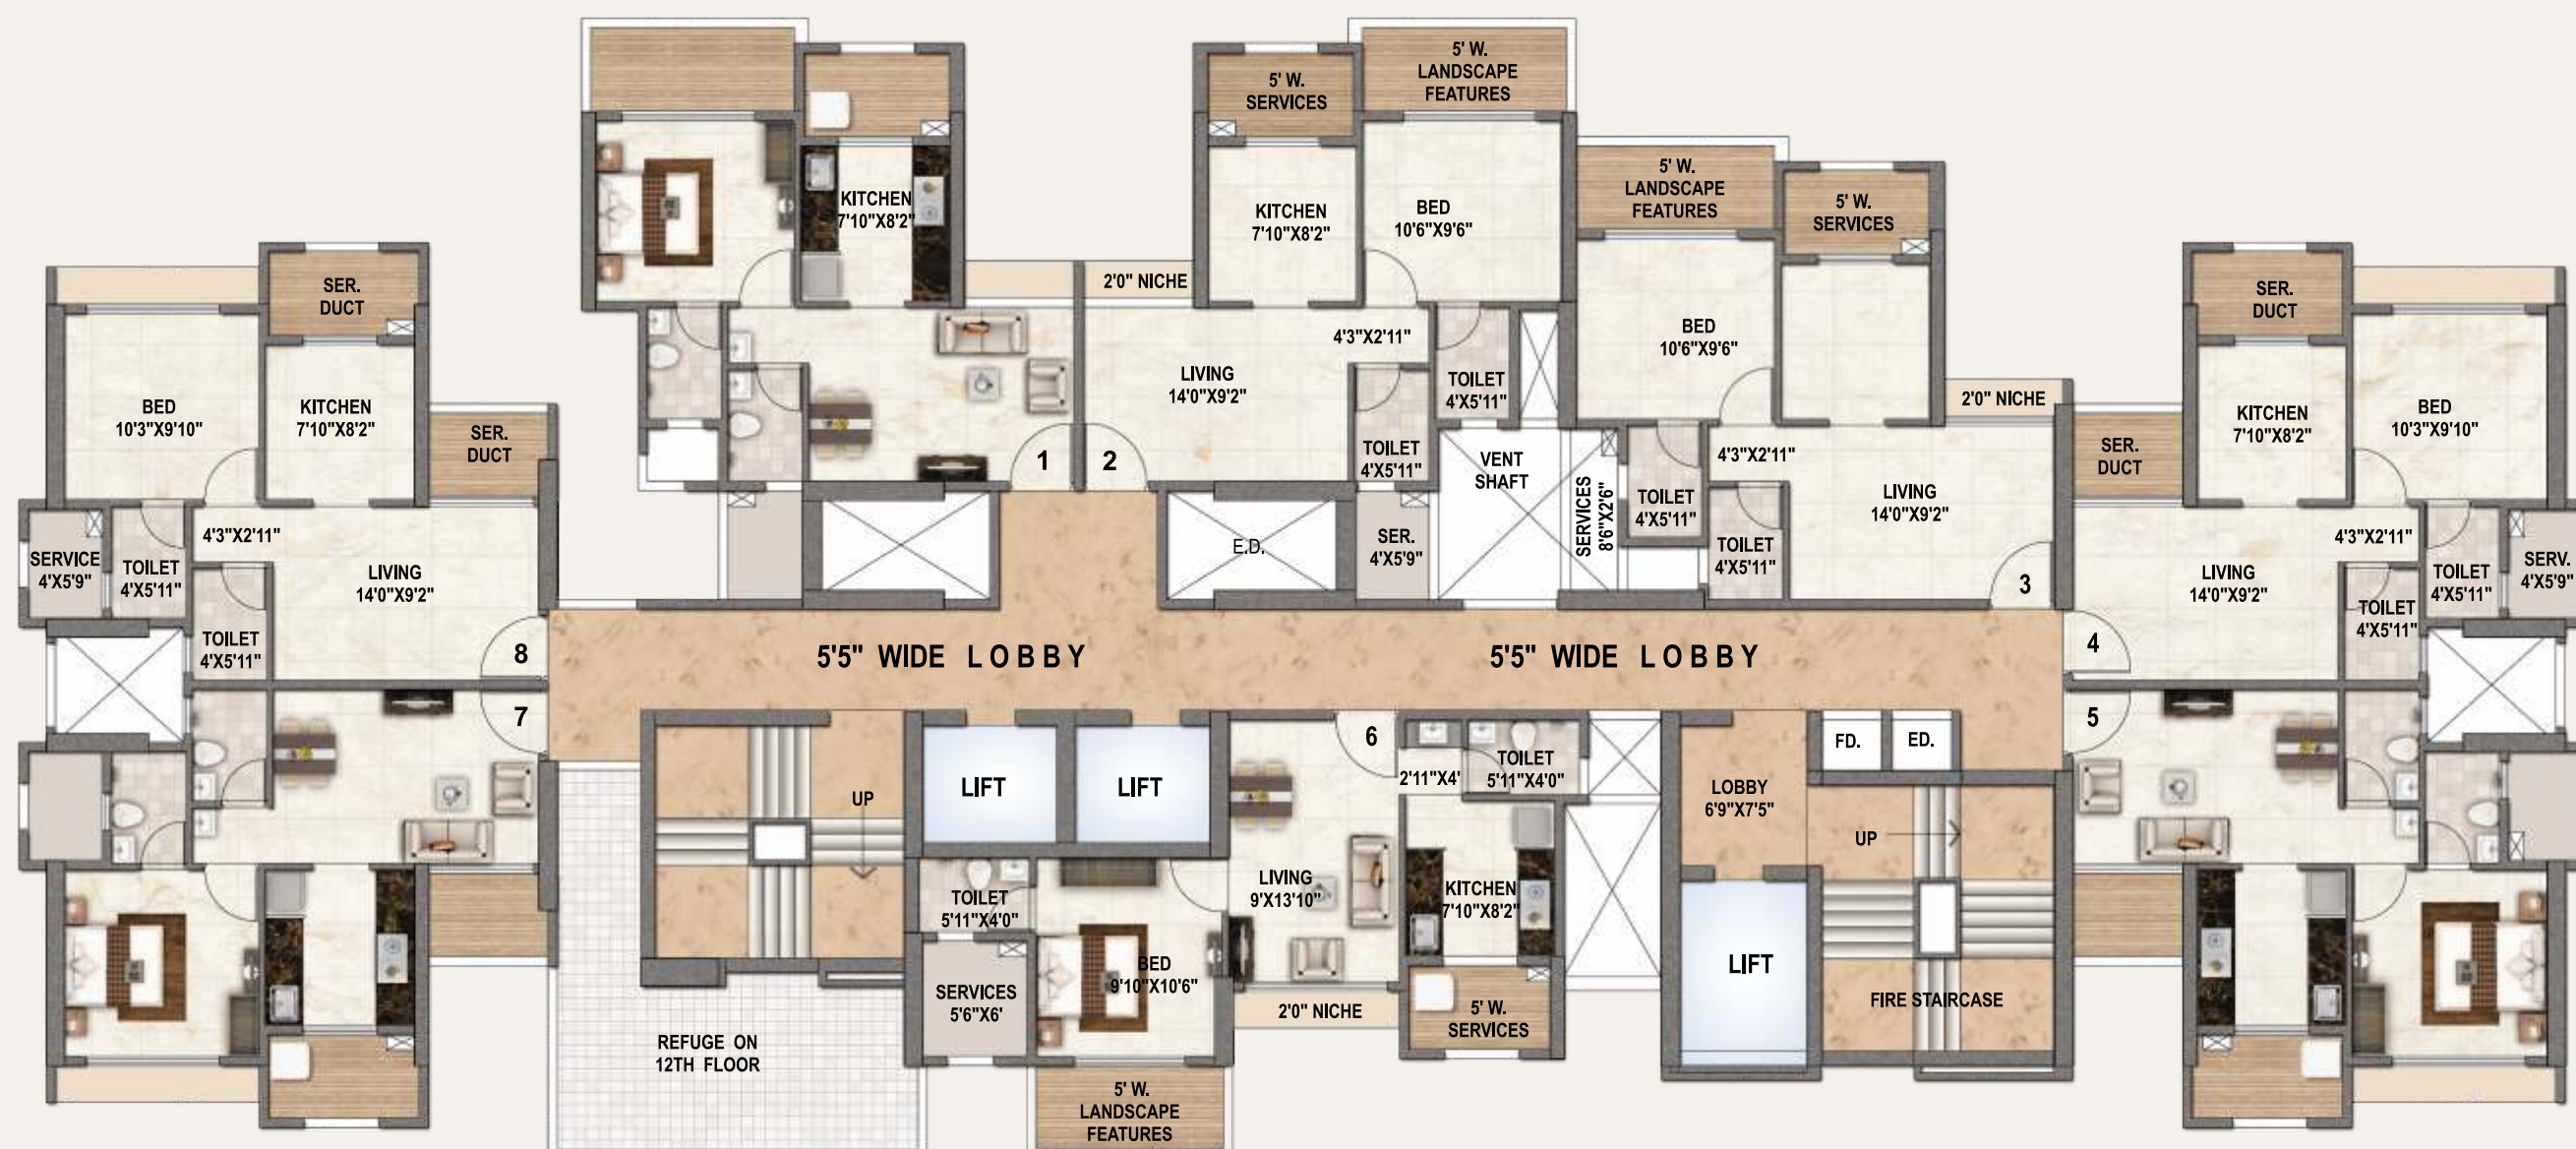 5' W.
LANDSCAPE
FEATURES
5' W.
SERVICES
5' W.
LANDSCAPE
FEATURES
5' W.
SERVICES
KITCHEN
7'10"X8'2"
KITCHEN
7'10"X8'2"
BED
10'6"X9'6"
2'0" NICHE
SER.
DUCT
SER.
DUCT
BED
10'6"X9'6"
4'3"X2'11"
LIVING
14'0"X9'2"
TOILET
4'X5'11"
TOILET
4'X5'11"
2'0" NICHE
BED
10'3"X9'10"
KITCHEN
7'10"X8'2"
SER.
DUCT
KITCHEN
7'10"X8'2"
BED
10'3"X9'10"
SER.
DUCT
1
2
VENT
SHAFT
4'3"X2'11"
LIVING
14'0"X9'2"
SERVICES
8'6"X2'6"
TOILET
4'X5'11"
TOILET
4'X5'11"
E.D.
SER.
4'X5'9"
3
SERVICE
4'X5'9"
TOILET
4'X5'11"
4'3"X2'11"
LIVING
14'0"X9'2"
TOILET
4'X5'11"
8
4'3"X2'11"
LIVING
14'0"X9'2"
TOILET
4'X5'11"
TOILET
4'X5'11"
SERV.
4'X5'9"
4
5'5" WIDE LOBBY
5'5" WIDE LOBBY
7
5
6
UP
LIFT
LIFT
2'11"X4'
TOILET
5'11"X4'0"
LOBBY
6'9"X7'5"
FD.
ED.
UP
TOILET
5'11"X4'0"
LIVING
9'X13'10"
KITCHEN
7'10"X8'2"
BED
9'10"X10'6"
LIFT
SERVICES
5'6"X6'
2'0" NICHE
5' W.
SERVICES
FIRE STAIRCASE
REFUGE ON
12TH FLOOR
5' W.
LANDSCAPE
FEATURES